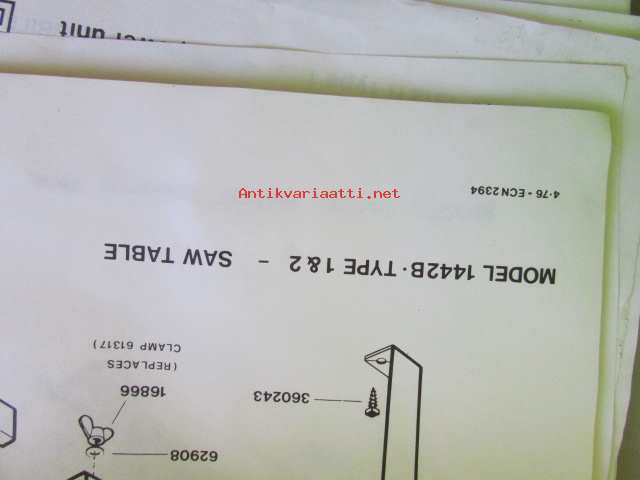 62908
16866
(REPLACES
CLAMP 61317)
360243
MODEL 1442B · TYPE 1 & 2 - SAW TABLE
4-76 - ECN 2394
Antikvariaatti.net
unit